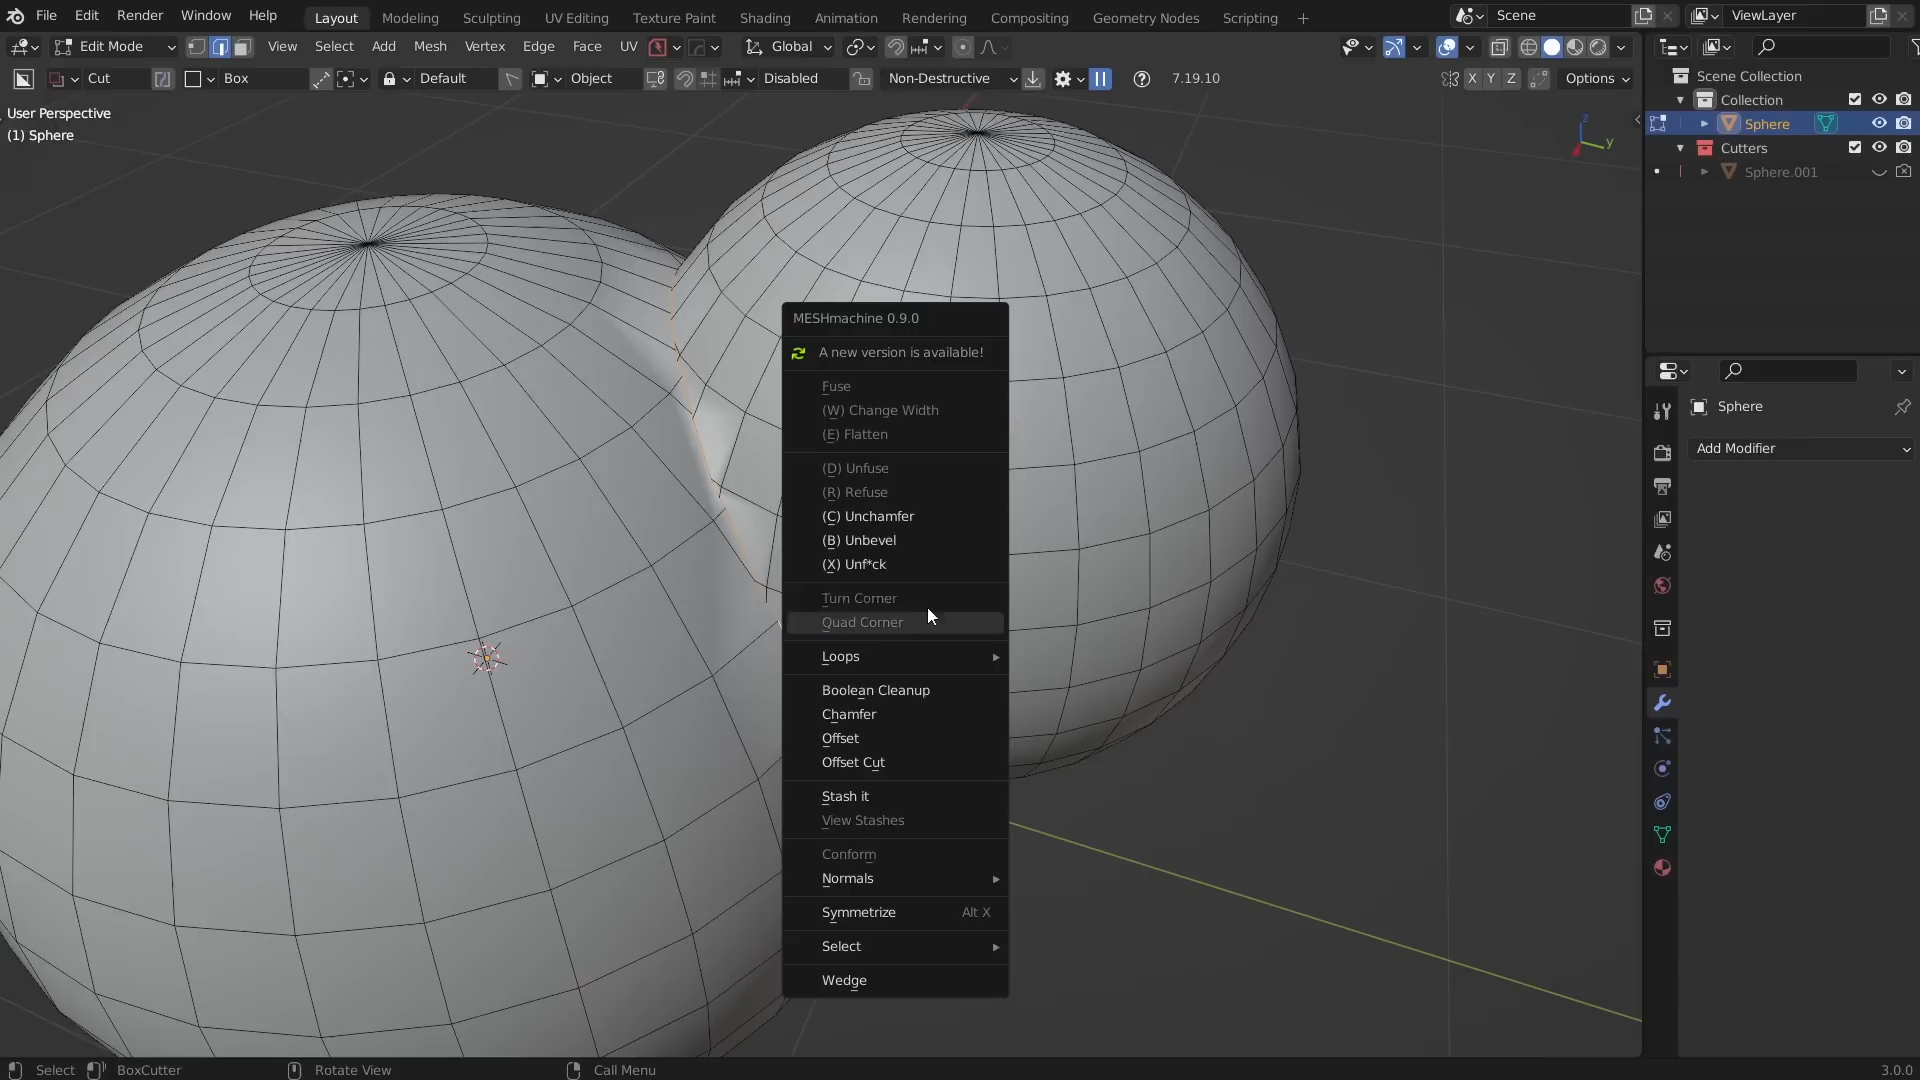 File Edit Render Window Help Layout Modeling Sculpting UV Editing Texture Paint Shading Animation Rendering Compositing Geometry Nodes Scripting + Scene ViewLayer
Edit Mode View Select Add Mesh Vertex Edge Face UV Global
Cut Box Default Object Disabled Non-Destructive 7.19.10 X Y Z Options
User Perspective
(1) Sphere
z
y
MESHmachine 0.9.0
A new version is available!
Fuse
(W) Change Width
(E) Flatten
(D) Unfuse
(R) Refuse
(C) Unchamfer
(B) Unbevel
(X) Unf*ck
Turn Corner
Quad Corner
Loops
Boolean Cleanup
Chamfer
Offset
Offset Cut
Stash it
View Stashes
Conform
Normals
Symmetrize Alt X
Select
Wedge
Scene Collection
Collection
Sphere
Cutters
Sphere.001
Sphere
Add Modifier
Select BoxCutter Rotate View Call Menu 3.0.0